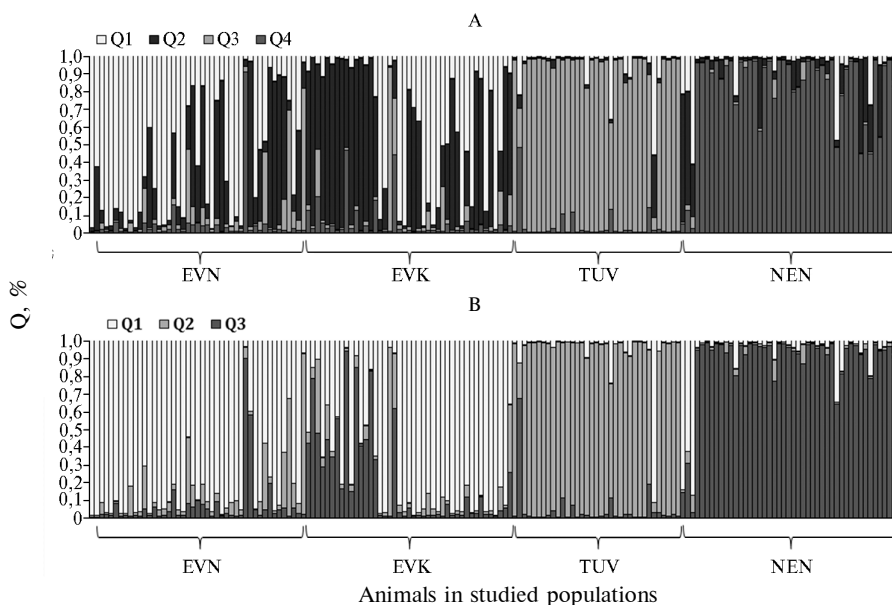 A
Q1 Q2 Q3 Q4
1,0
0,9
0,8
0,7
0,6
0,5
0,4
0,3
0,2
0,1
0
EVN EVK TUV NEN
Q, %
B
Q1 Q2 Q3
1,0
0,9
0,8
0,7
0,6
0,5
0,4
0,3
0,2
0,1
0
EVN EVK TUV NEN
Animals in studied populations